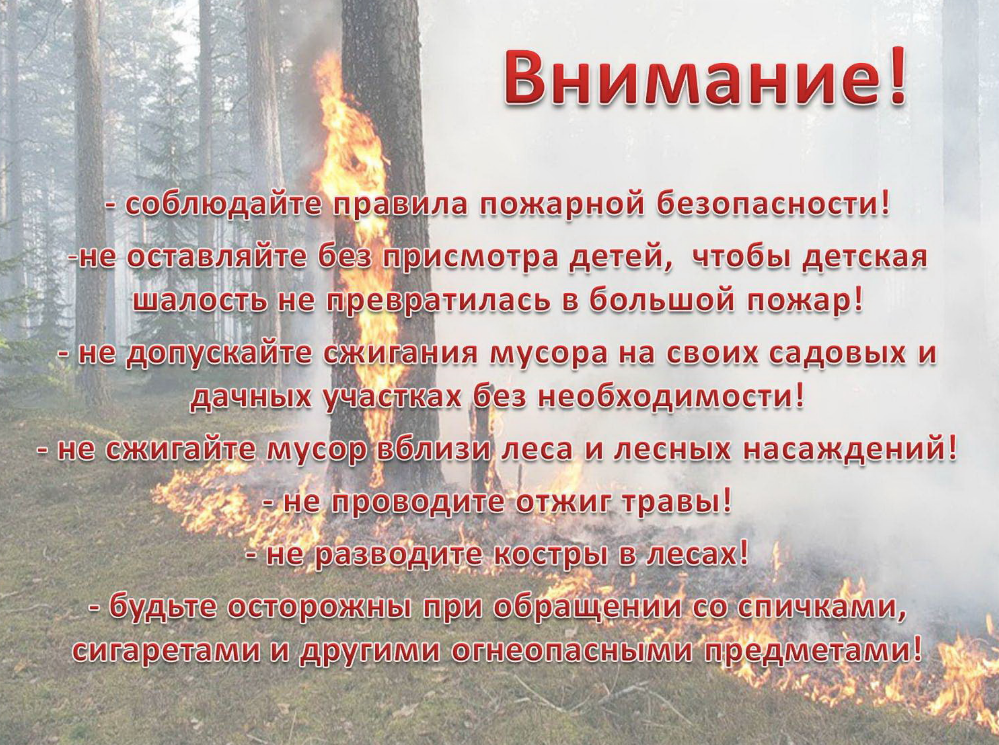 Внимание!
- соблюдайте правила пожарной безопасности!
-не оставляйте без присмотра детей,  чтобы детская
шалость не превратилась в большой пожар!
- не допускайте сжигания мусора на своих садовых и
дачных участках без необходимости!
- не сжигайте мусор вблизи леса и лесных насаждений!
- не проводите отжиг травы!
- не разводите костры в лесах!
- будьте осторожны при обращении со спичками,
сигаретами и другими огнеопасными предметами!